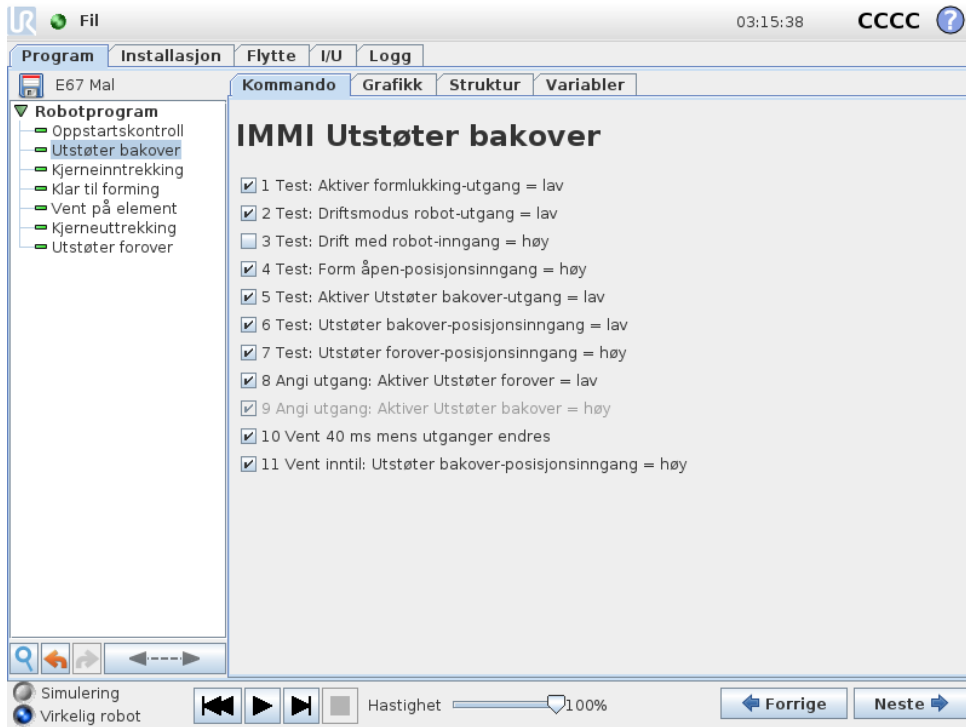 UR Fil 03:15:38 CCCC ?
Program Installasjon Flytte I/U Logg
E67 Mal
Kommando Grafikk Struktur Variabler
Robotprogram
Oppstartskontroll
Utstøter bakover
Kjerneinntrekking
Klar til forming
Vent på element
Kjerneuttrekking
Utstøter forover
IMMI Utstøter bakover
1 Test: Aktiver formlukking-utgang = lav
2 Test: Driftsmodus robot-utgang = lav
3 Test: Drift med robot-inngang = høy
4 Test: Form åpen-posisjonsinngang = høy
5 Test: Aktiver Utstøter bakover-utgang = lav
6 Test: Utstøter bakover-posisjonsinngang = lav
7 Test: Utstøter forover-posisjonsinngang = høy
8 Angi utgang: Aktiver Utstøter forover = lav
9 Angi utgang: Aktiver Utstøter bakover = høy
10 Vent 40 ms mens utganger endres
11 Vent inntil: Utstøter bakover-posisjonsinngang = høy
Simulering
Virkelig robot
Hastighet 100%
Forrige Neste